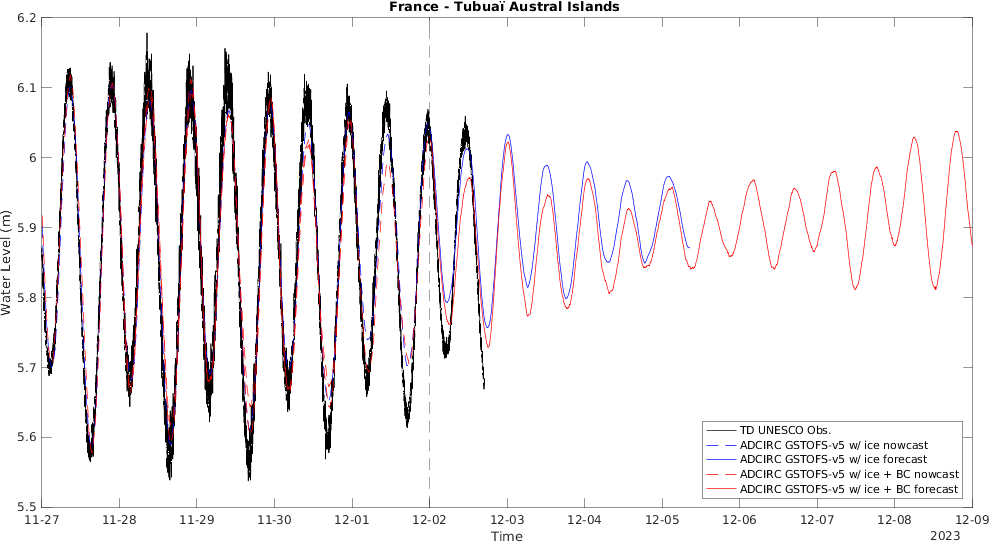 France - Tubuaï Austral Islands
6.2
6.1
6
5.9
5.8
5.7
5.6
5.5
Water Level (m)
TD UNESCO Obs.
ADCIRC GSTOFS-v5 w/ ice nowcast
ADCIRC GSTOFS-v5 w/ ice forecast
ADCIRC GSTOFS-v5 w/ ice + BC nowcast
ADCIRC GSTOFS-v5 w/ ice + BC forecast
11-27 11-28 11-29 11-30 12-01 12-02 12-03 12-04 12-05 12-06 12-07 12-08 12-09
Time
2023